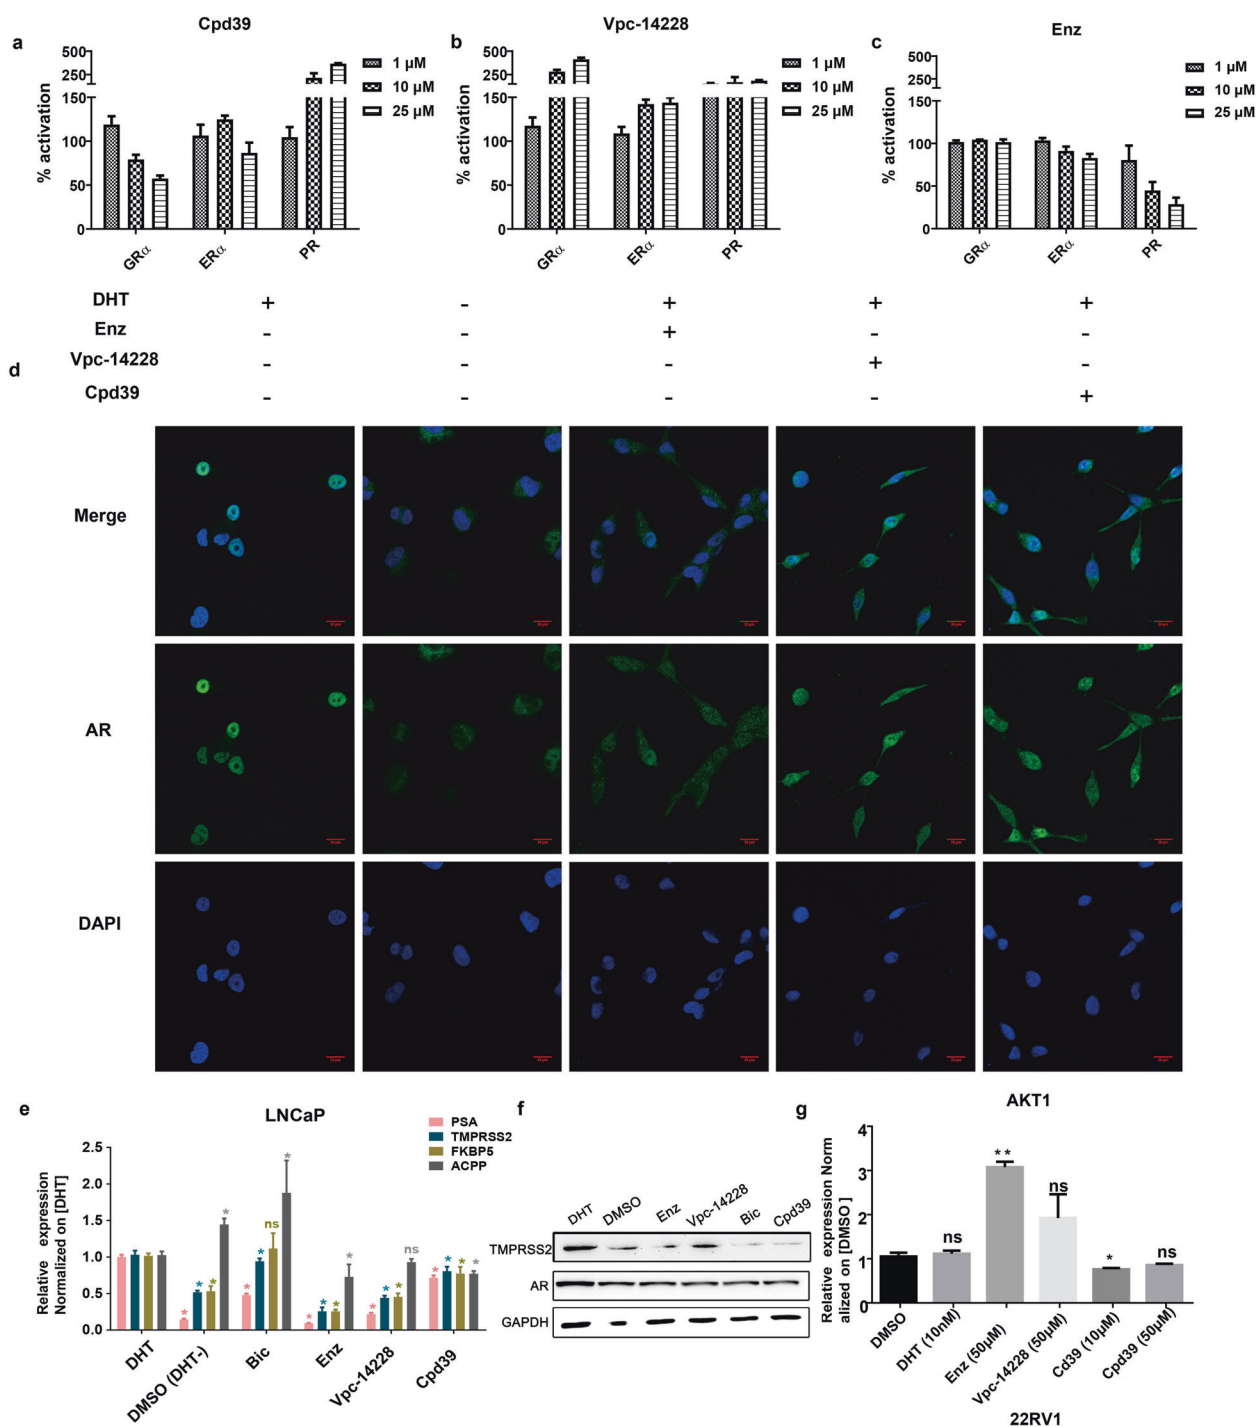 a
Cpd39
500
250
150
100
50
0
% activation
1 µM
10 µM
25 µM
GRα
ERα
PR
b
Vpc-14228
500
250
150
100
50
0
% activation
1 µM
10 µM
25 µM
GRα
ERα
PR
c
Enz
500
250
150
100
50
0
% activation
1 µM
10 µM
25 µM
GRα
ERα
PR
d
DHT + - + + +
Enz - - + - -
Vpc-14228 - - - + -
Cpd39 - - - - +
Merge
AR
DAPI
e
LNCaP
PSA
TMPRSS2
FKBP5
ACPP
Relative expression
Normalized on [DHT]
2.5
2.0
1.5
1.0
0.5
0.0
* * * *
* * ns *
* * * *
* * * ns
* * * *
DHT
DMSO (DHT-)
Bic
Enz
Vpc-14228
Cpd39
f
DHT DMSO Enz Vpc-14228 Bic Cpd39
TMPRSS2
AR
GAPDH
g
AKT1
Relative expression Norm
alized on [DMSO ]
4
3
2
1
0
ns ** ns * ns
DMSO
DHT (10nM)
Enz (50µM)
Vpc-14228 (50µM)
Cd39 (10µM)
Cpd39 (50µM)
22RV1